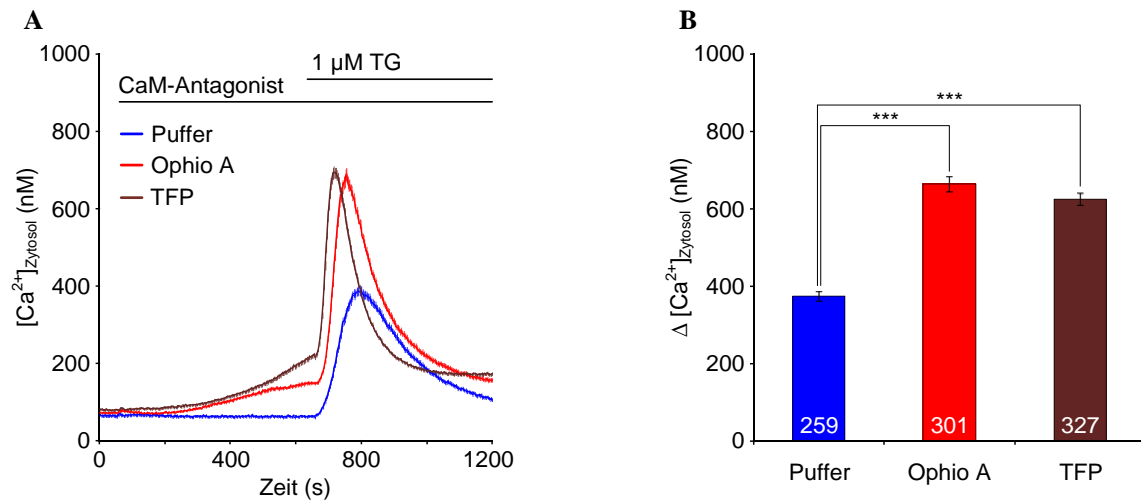 A
1 µM TG
CaM-Antagonist
Puffer
Ophio A
TFP
1000
800
600
400
200
0
[Ca²⁺]Zytosol (nM)
0
400
800
1200
Zeit (s)
B
1000
800
600
400
200
0
Δ [Ca²⁺]Zytosol (nM)
***
***
259
301
327
Puffer
Ophio A
TFP